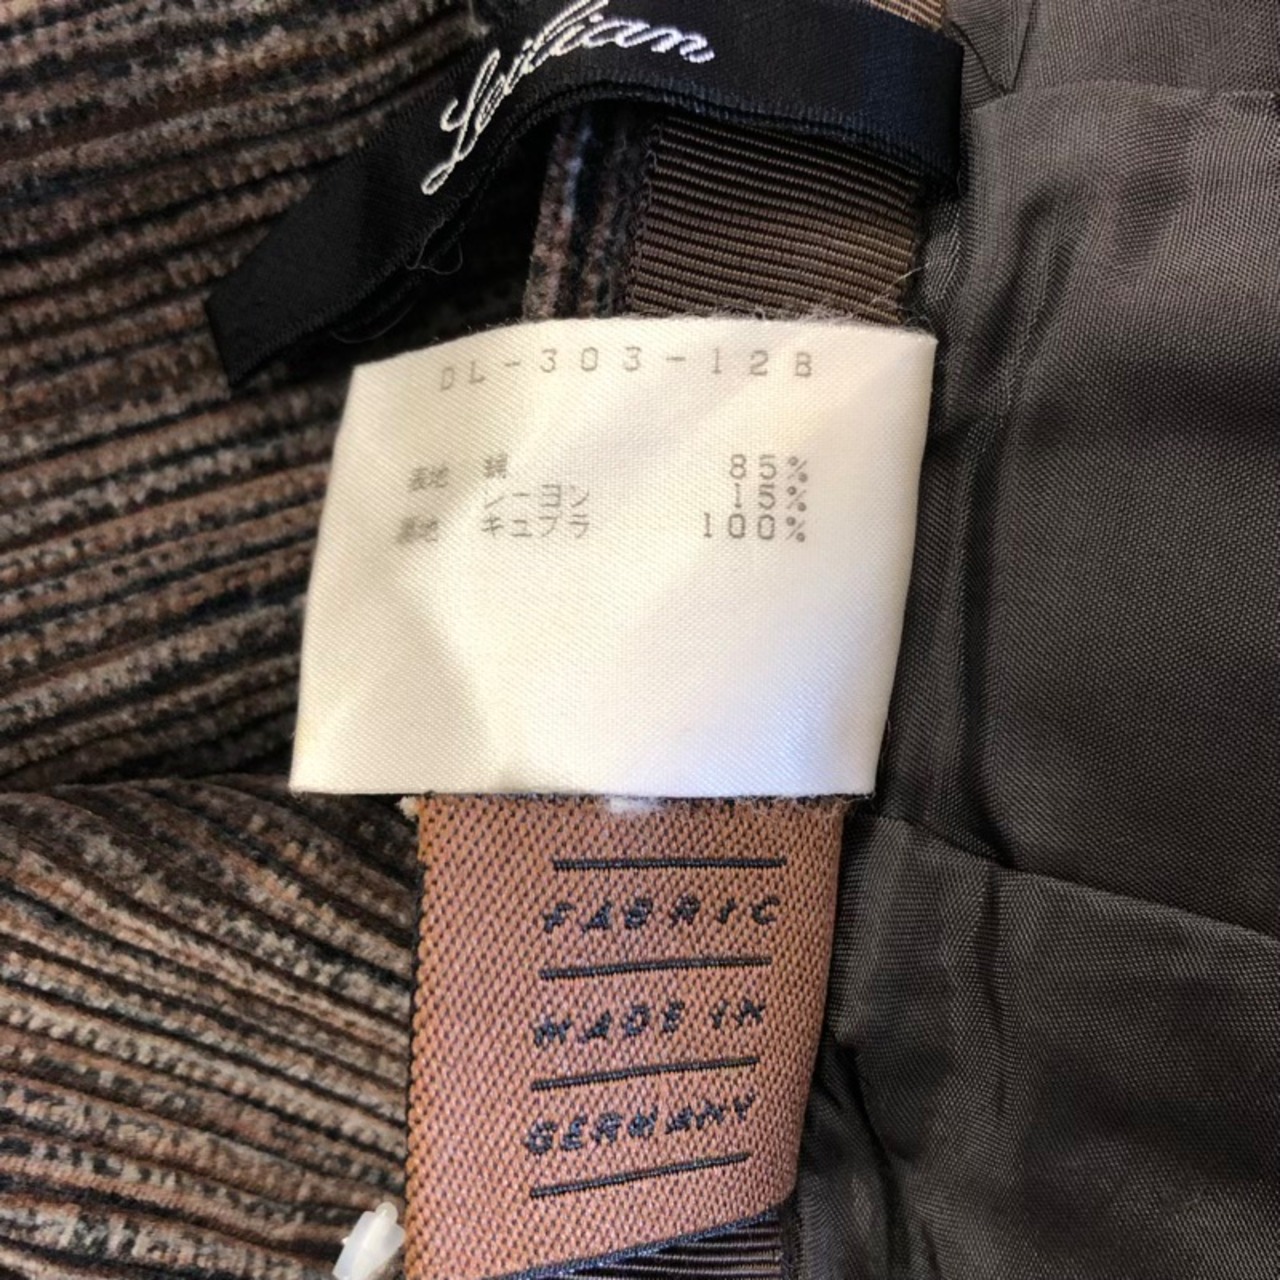 Leilian
DL-303-12B
表地 綿 85%
レーヨン 15%
裏地 キュプラ 100%
FABRIC
MADE IN
GERMANY